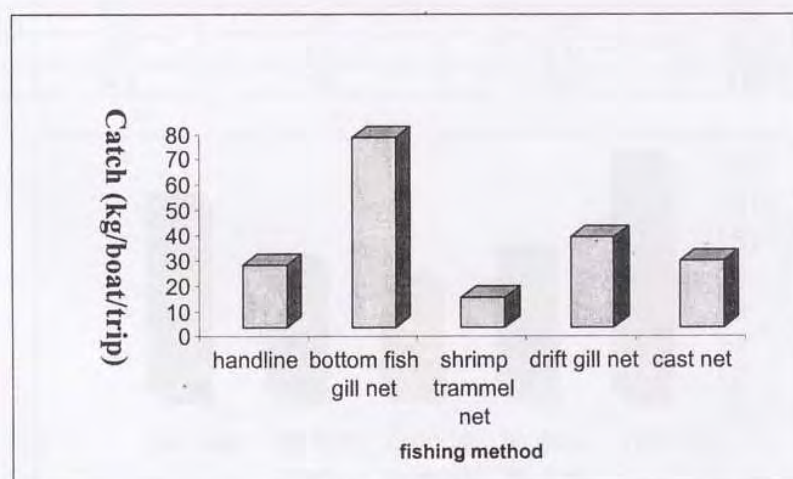 Catch (kg/boat/trip)
80
70
60
50
40
30
20
10
0
handline
bottom fish
gill net
shrimp
trammel
net
drift gill net
cast net
fishing method